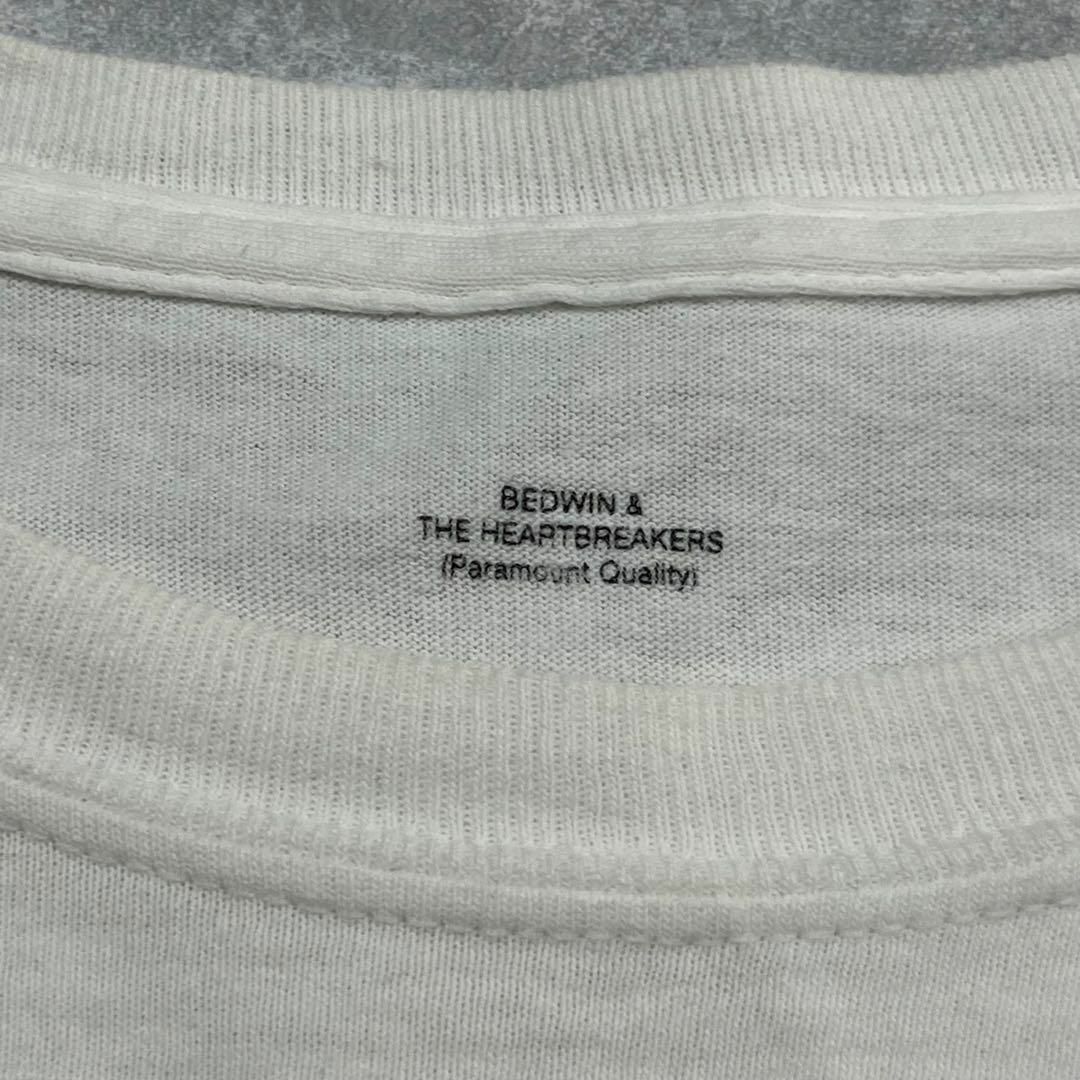 BEDWIN &
THE HEARTBREAKERS
(Paramount Quality)